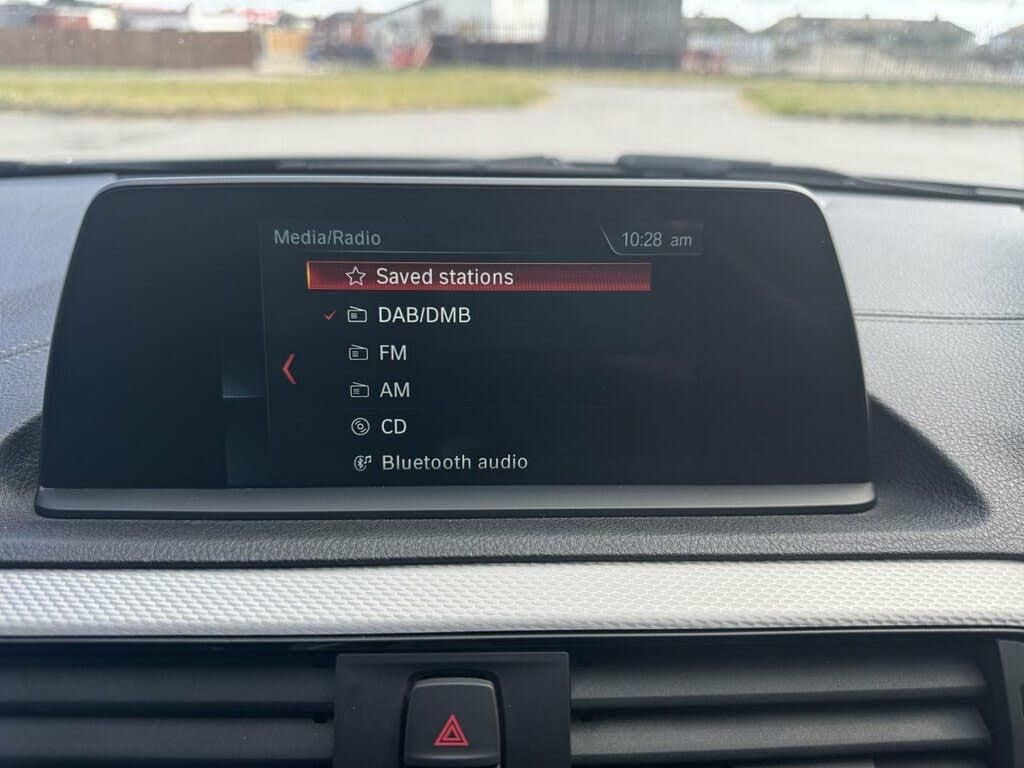 Media/Radio
10:28 am
Saved stations
DAB/DMB
FM
AM
CD
Bluetooth audio